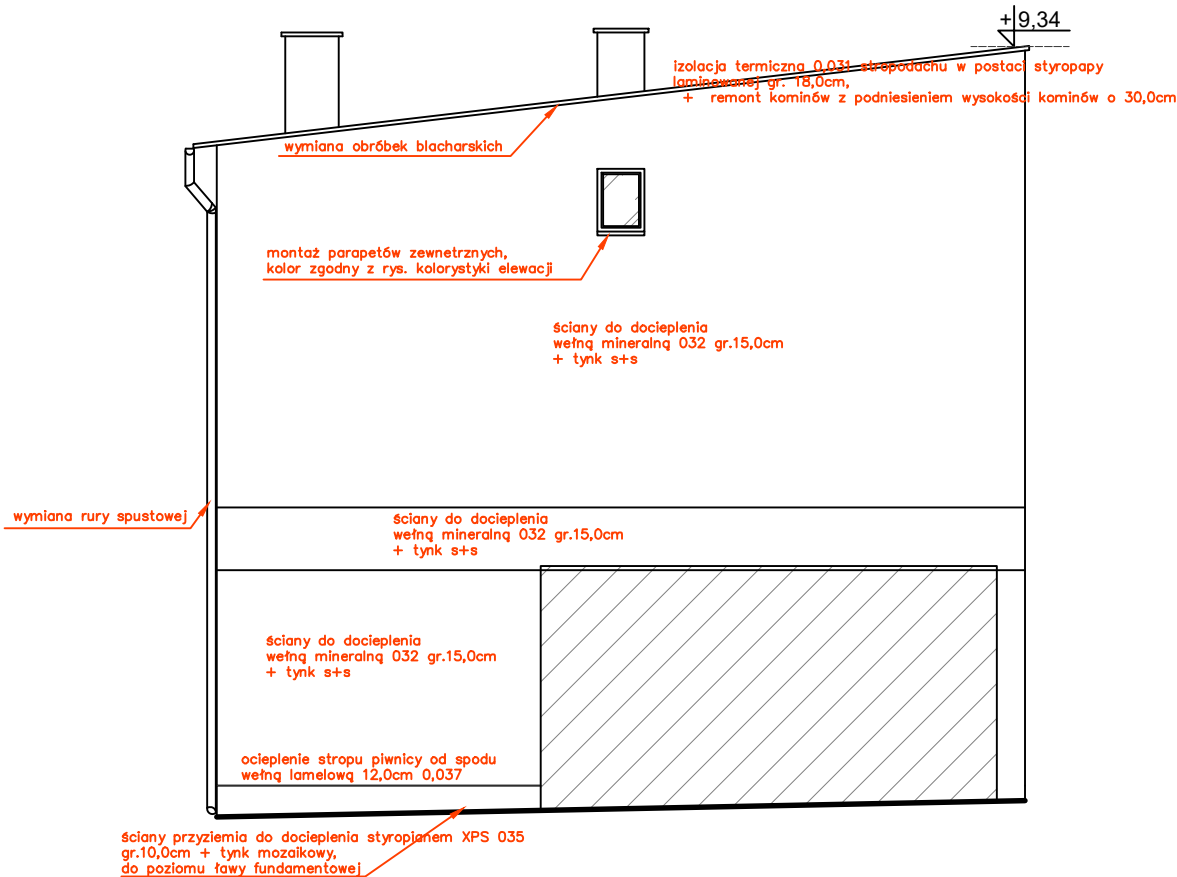 +9,34
izolacja termiczna 0,031 stropodachu w postaci styropapy
laminowanej gr. 18,0cm,
+ remont kominów z podniesieniem wysokości kominów o 30,0cm
wymiana obróbek blacharskich
montaż parapetów zewnetrznych,
kolor zgodny z rys. kolorystyki elewacji
ściany do docieplenia
wełną mineralną 032 gr.15,0cm
+ tynk s+s
wymiana rury spustowej
ściany do docieplenia
wełną mineralną 032 gr.15,0cm
+ tynk s+s
ściany do docieplenia
wełną mineralną 032 gr.15,0cm
+ tynk s+s
ocieplenie stropu piwnicy od spodu
wełną lamelową 12,0cm 0,037
ściany przyziemia do docieplenia styropianem XPS 035
gr.10,0cm + tynk mozaikowy,
do poziomu ławy fundamentowej